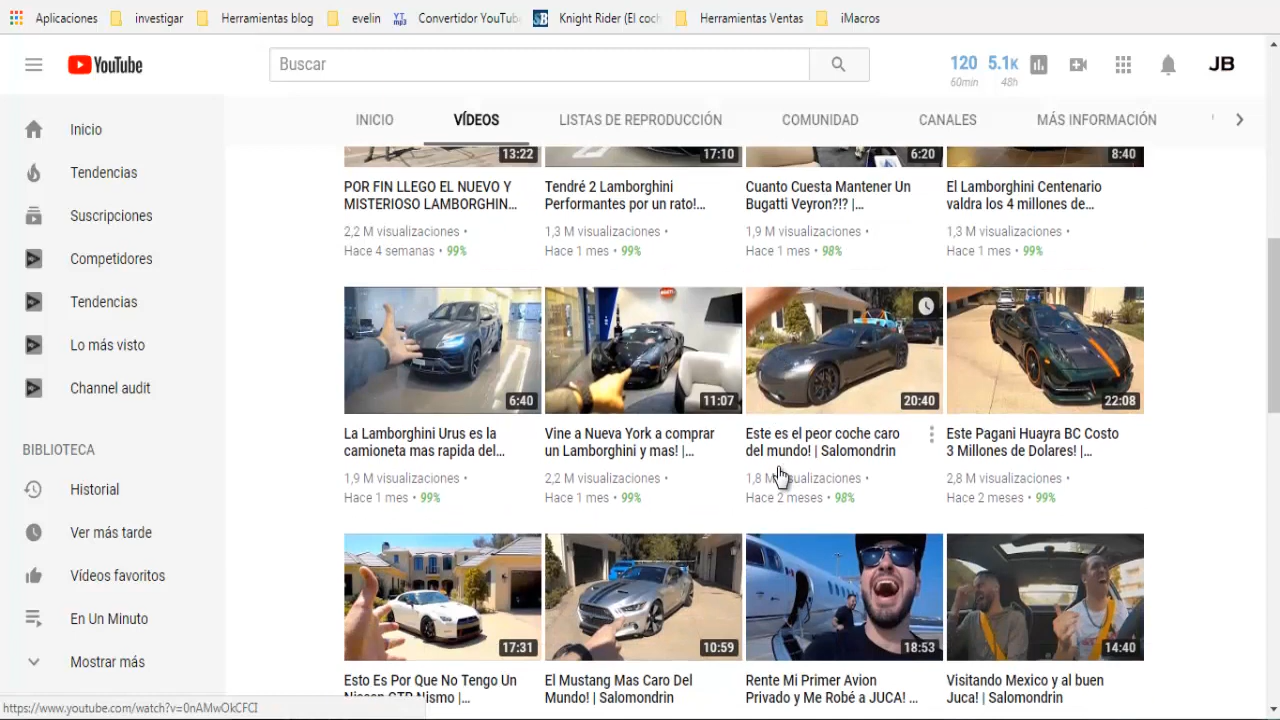 Aplicaciones investigar Herramientas blog evelin Convertidor YouTub Knight Rider (El coch Herramientas Ventas iMacros
YouTube Buscar 120 60min 5.1K 48h JB
INICIO VÍDEOS LISTAS DE REPRODUCCIÓN COMUNIDAD CANALES MÁS INFORMACIÓN
Inicio
Tendencias
Suscripciones
Competidores
Tendencias
Lo más visto
Channel audit
BIBLIOTECA
Historial
Ver más tarde
Vídeos favoritos
En Un Minuto
Mostrar más
13:22
17:10
6:20
8:40
POR FIN LLEGO EL NUEVO Y
MISTERIOSO LAMBORGHIN...
2,2 M visualizaciones •
Hace 4 semanas • 99%
Tendré 2 Lamborghini
Performantes por un rato!...
1,3 M visualizaciones •
Hace 1 mes • 99%
Cuanto Cuesta Mantener Un
Bugatti Veyron?!? |...
1,9 M visualizaciones •
Hace 1 mes • 98%
El Lamborghini Centenario
valdra los 4 millones de...
1,3 M visualizaciones •
Hace 1 mes • 99%
6:40
11:07
20:40
22:08
La Lamborghini Urus es la
camioneta mas rapida del...
1,9 M visualizaciones •
Hace 1 mes • 99%
Vine a Nueva York a comprar
un Lamborghini y mas! |...
2,2 M visualizaciones •
Hace 1 mes • 99%
Este es el peor coche caro
del mundo! | Salomondrin
1,8 M visualizaciones •
Hace 2 meses • 98%
Este Pagani Huayra BC Costo
3 Millones de Dolares! |...
2,8 M visualizaciones •
Hace 2 meses • 99%
17:31
10:59
18:53
14:40
Esto Es Por Que No Tengo Un
Nissan GTR Nismo |...
El Mustang Mas Caro Del
Mundo! | Salomondrin
Rente Mi Primer Avion
Privado y Me Robé a JUCA! ...
Visitando Mexico y al buen
Juca! | Salomondrin
https://www.youtube.com/watch?v=0nAMwOkCFCI